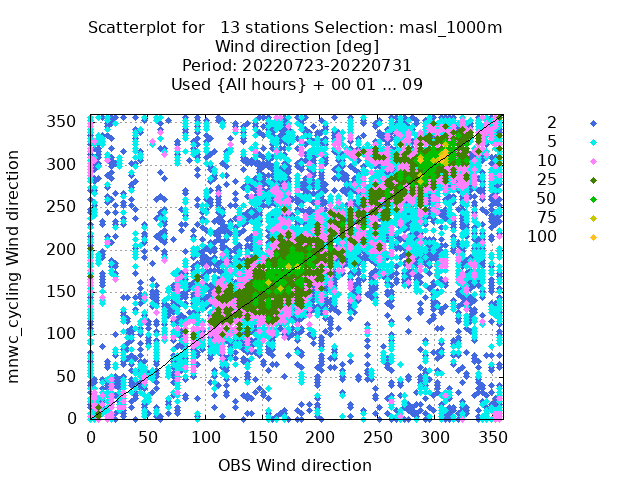 Scatterplot for   13 stations Selection: masl_1000m
Wind direction [deg]
Period: 20220723-20220731
Used {All hours} + 00 01 ... 09
mnwc_cycling Wind direction
350
300
250
200
150
100
50
0
0 50 100 150 200 250 300 350
OBS Wind direction
2
5
10
25
50
75
100